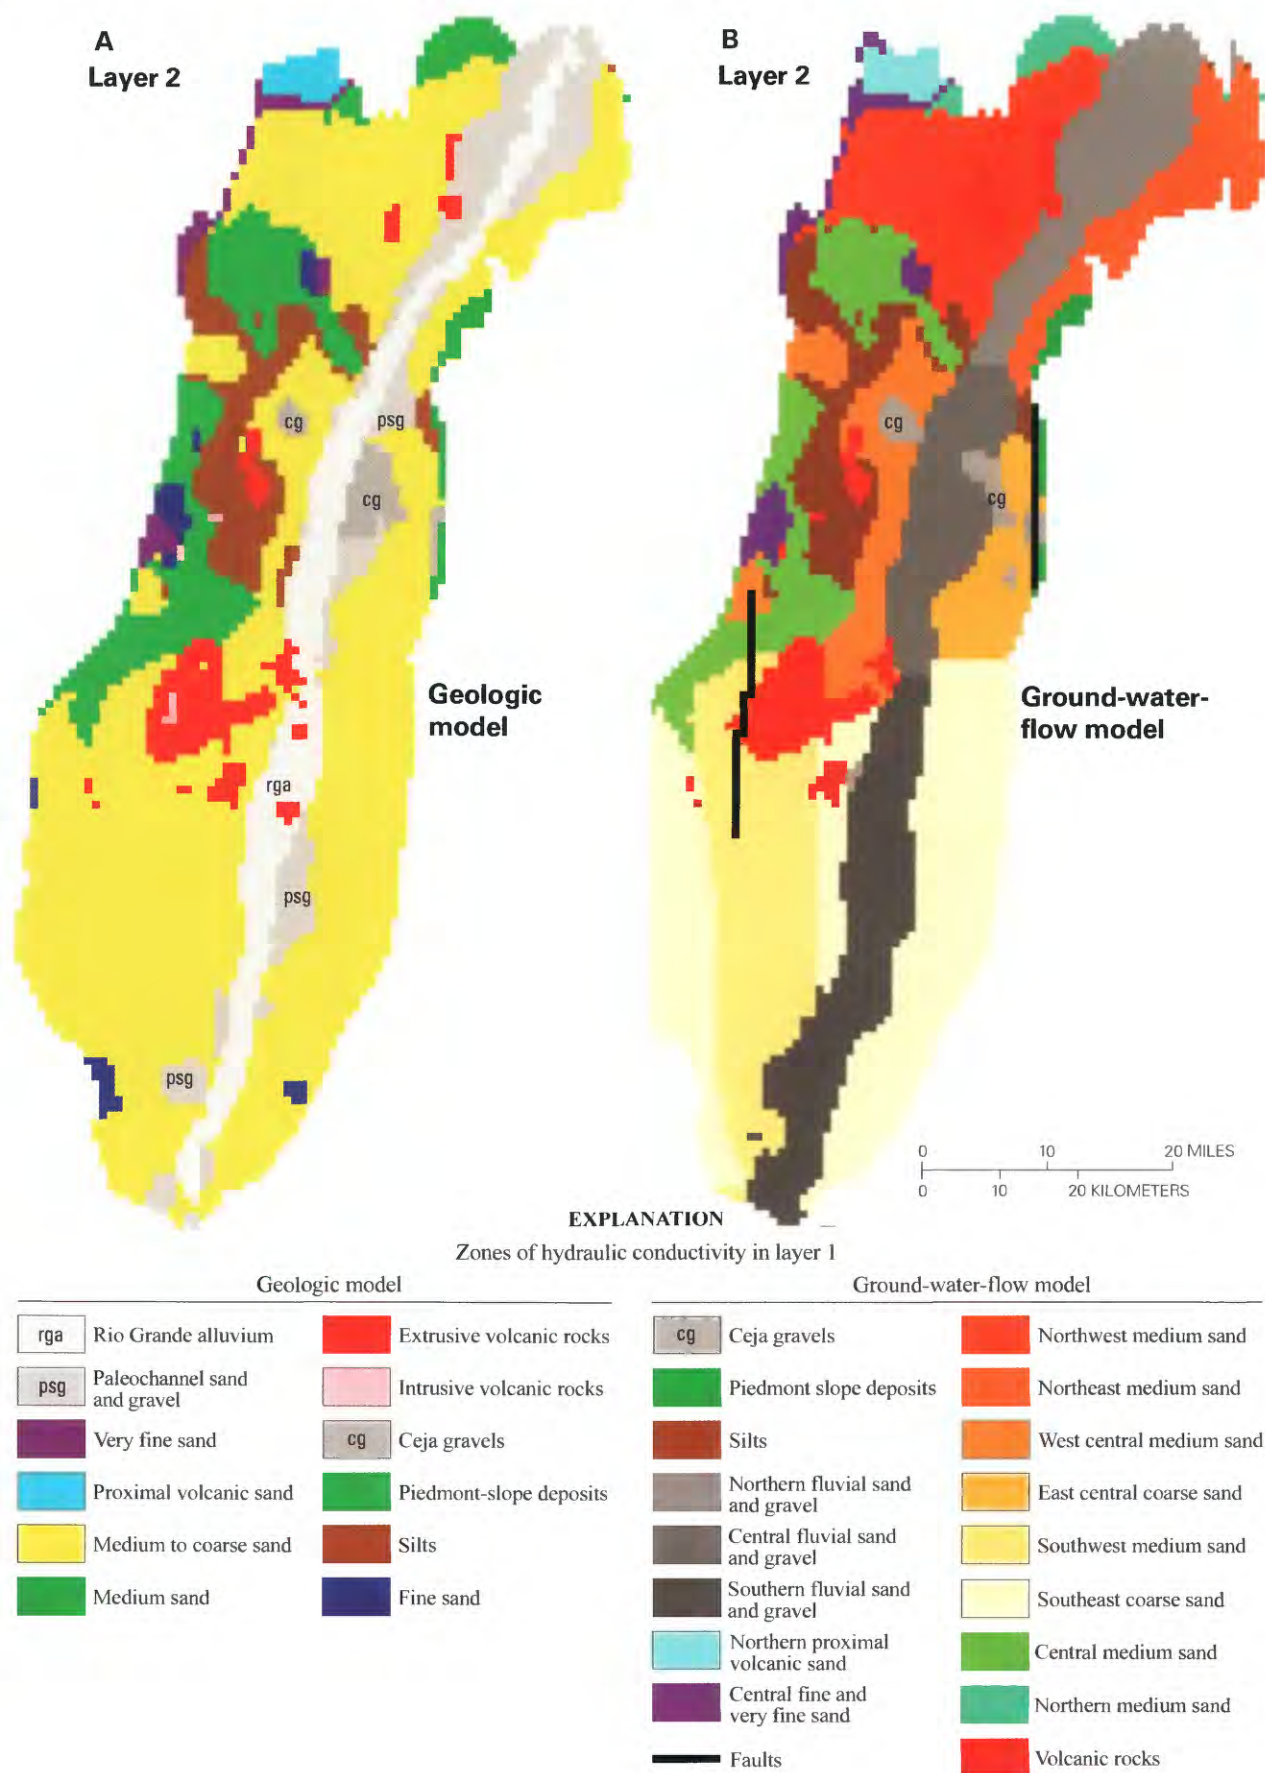 A
Layer 2
B
Layer 2
cg
psg
cg
cg
cg
Geologic
model
Ground-water-
flow model
rga
psg
psg
0 10 20 MILES
0 10 20 KILOMETERS
EXPLANATION
Zones of hydraulic conductivity in layer 1
Geologic model
rga Rio Grande alluvium
psg Paleochannel sand
and gravel
Very fine sand
Proximal volcanic sand
Medium to coarse sand
Medium sand
Extrusive volcanic rocks
Intrusive volcanic rocks
cg Ceja gravels
Piedmont-slope deposits
Silts
Fine sand
Ground-water-flow model
cg Ceja gravels
Piedmont slope deposits
Silts
Northern fluvial sand
and gravel
Central fluvial sand
and gravel
Southern fluvial sand
and gravel
Northern proximal
volcanic sand
Central fine and
very fine sand
Faults
Northwest medium sand
Northeast medium sand
West central medium sand
East central coarse sand
Southwest medium sand
Southeast coarse sand
Central medium sand
Northern medium sand
Volcanic rocks